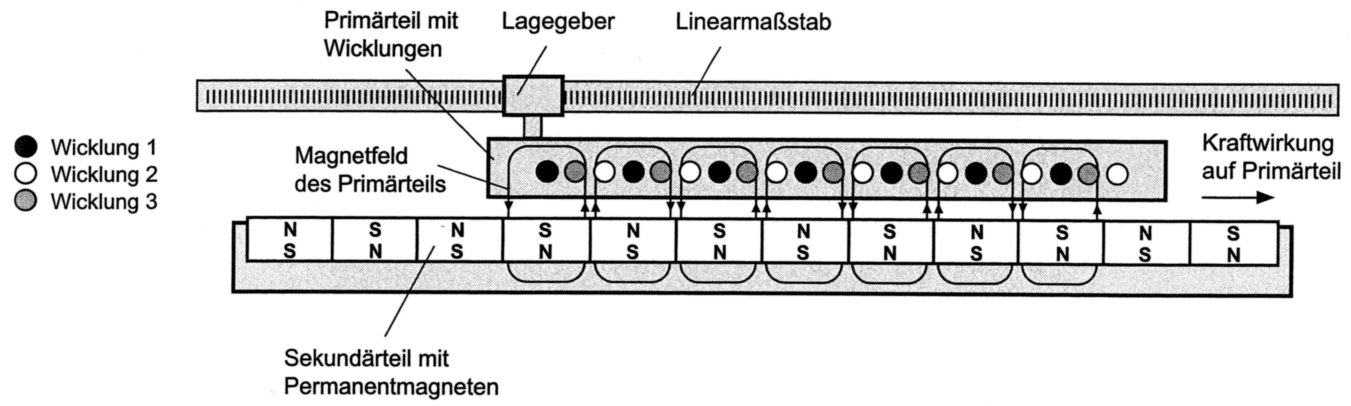 Primärteil mit
Wicklungen
Lagegeber
Linearmaßstab
Wicklung 1
Wicklung 2
Wicklung 3
Magnetfeld
des Primärteils
Kraftwirkung
auf Primärteil
N S N S N S N S N S N S
S N S N S N S N S N S N
Sekundärteil mit
Permanentmagneten